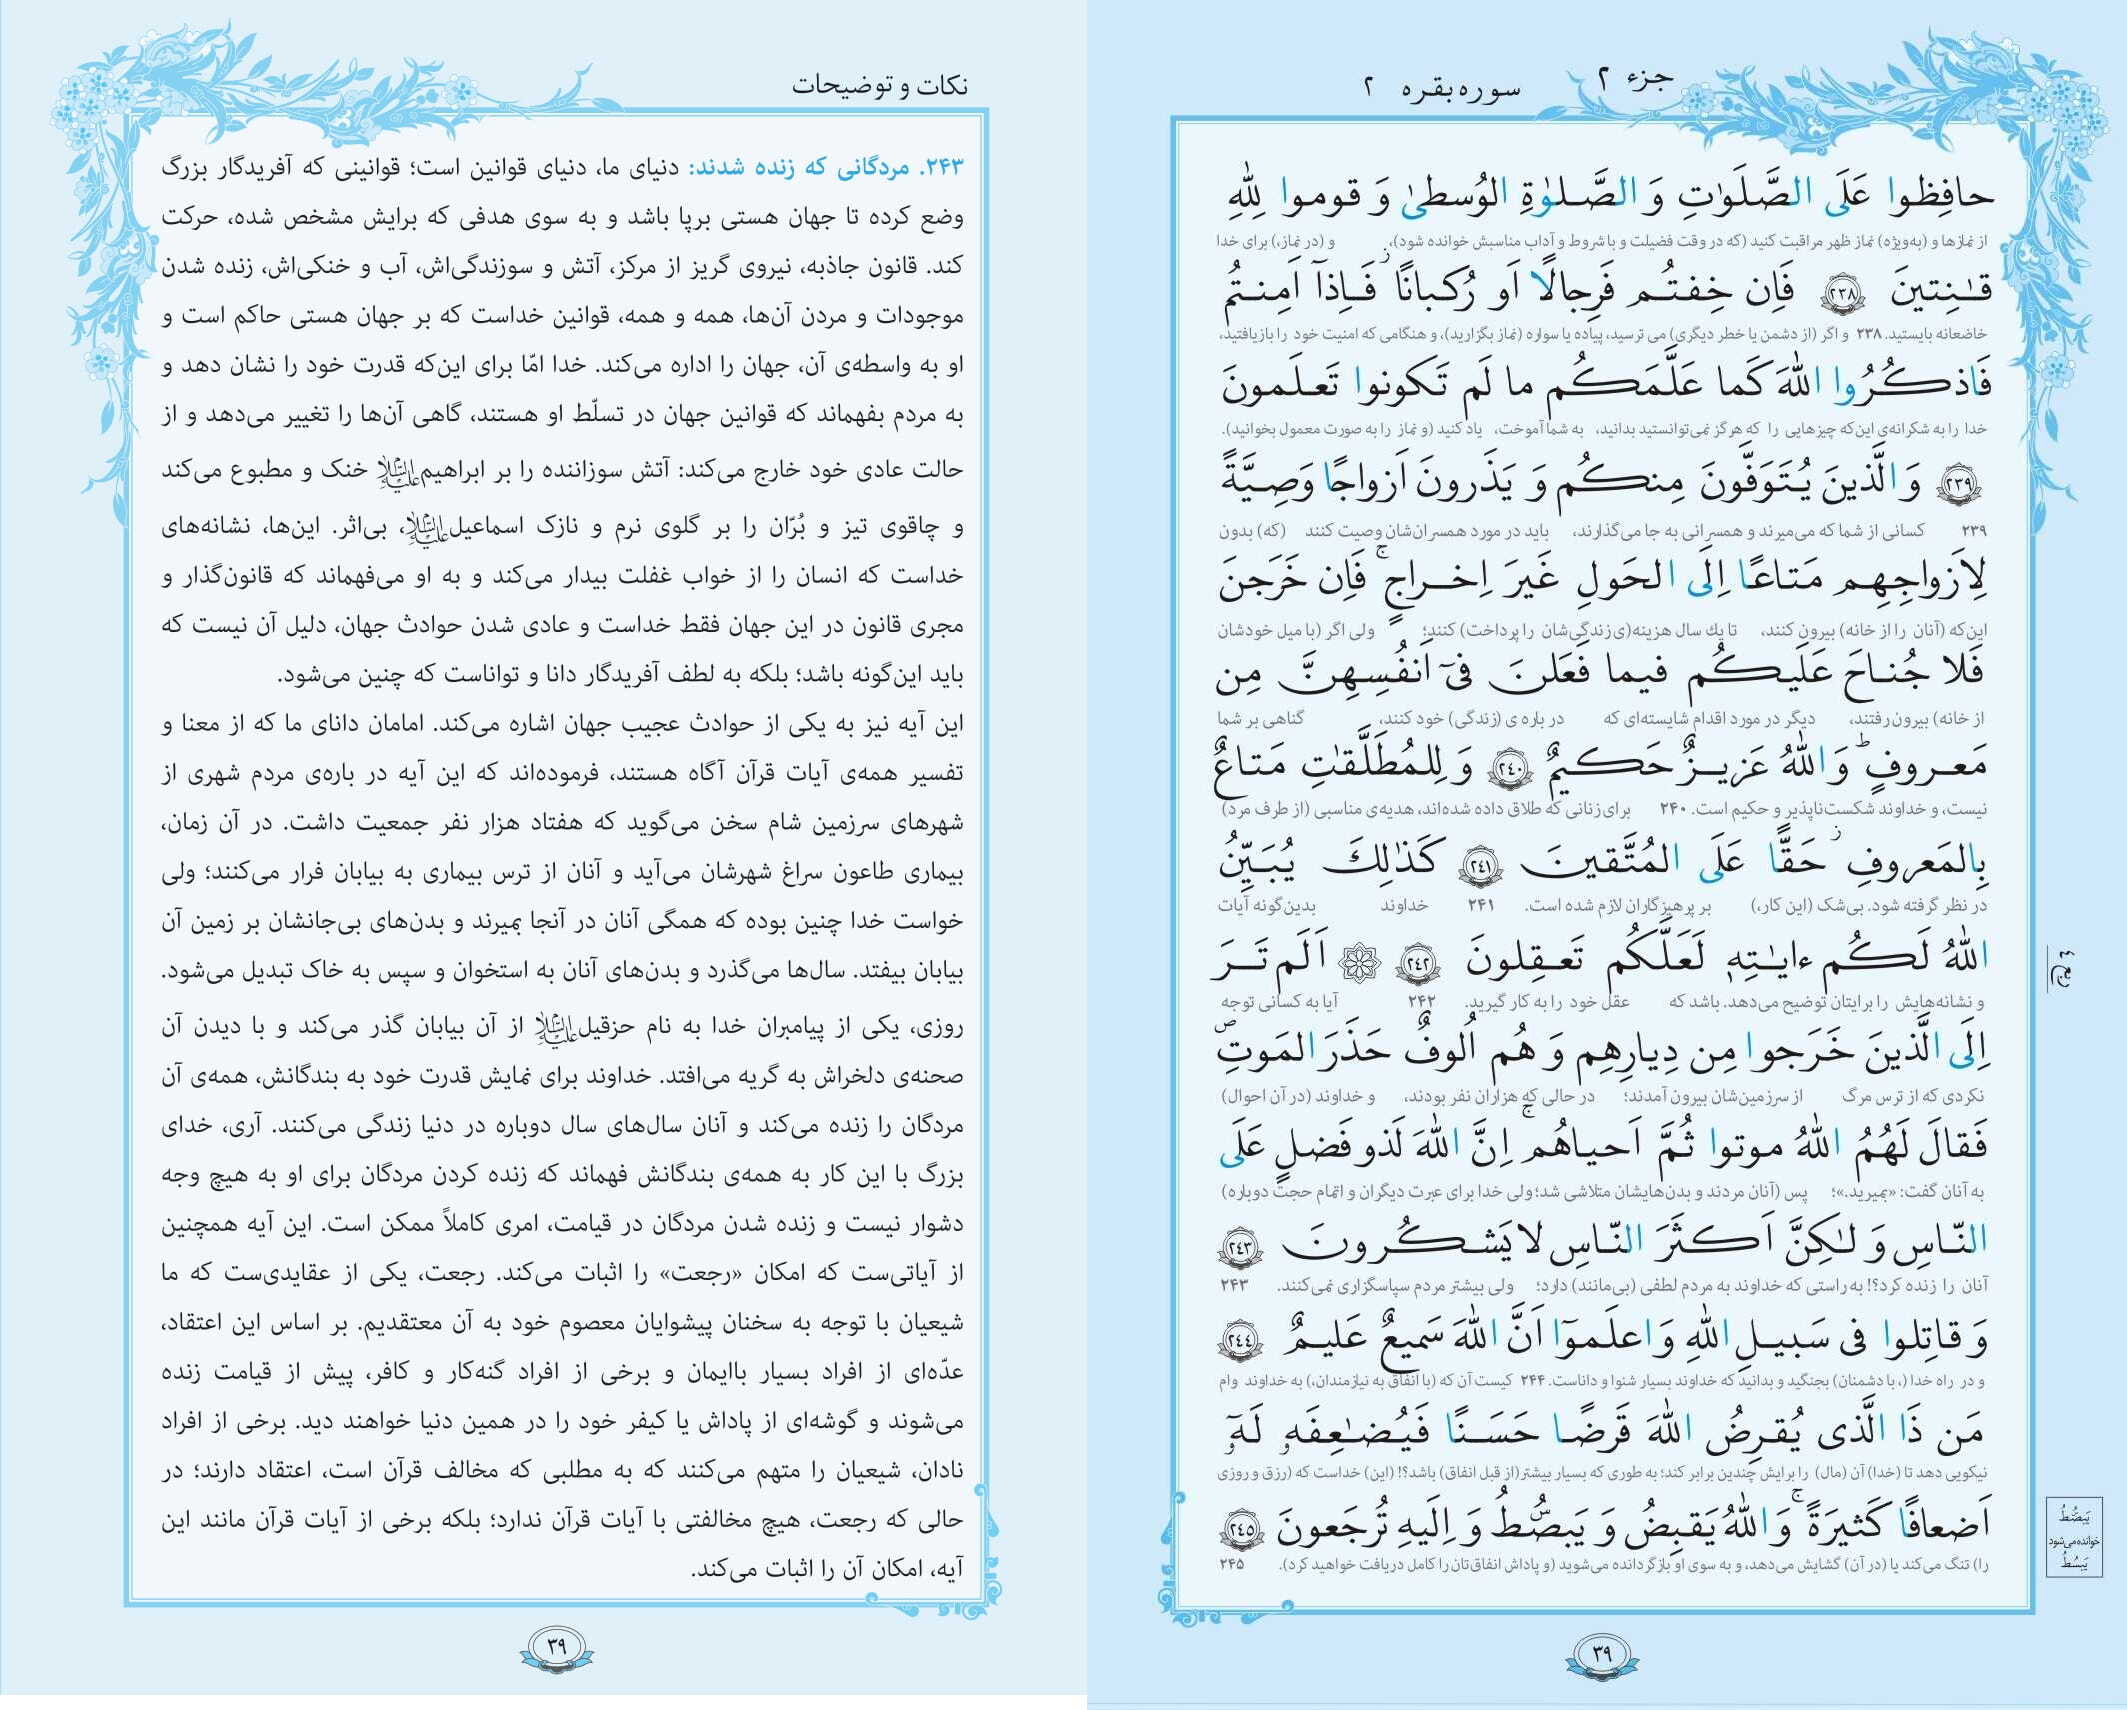 جزء ۲
سوره بقره ۲
حافِظوا عَلَی الصَّلَوٰتِ وَ الصَّلوٰةِ الوُسطیٰ وَ قوموا لِلّٰهِ
از نمازها و (به‌ویژه) نماز ظهر مراقبت کنید (که در وقت فضیلت و با شروط و آداب مناسبش خوانده شود)، و (در نماز،) برای خدا
قٰنِتینَ ﴿٢٣٨﴾ فَاِن خِفتُم فَرِجالًا اَو رُکبانًا ۖ فَاِذآ اَمِنتُم
خاضعانه بایستید. ۲۳۸ و اگر (از دشمن یا خطر دیگری) می ترسید، پیاده یا سواره (نماز بگزارید)، و هنگامی که امنیت خود را بازیافتید،
فَاذکُرُوا اللّٰهَ کَما عَلَّمَکُم ما لَم تَکونوا تَعلَمونَ
خدا را به شکرانه‌ی این‌که چیزهایی را که هرگز نمی‌توانستید بدانید، به شما آموخت، یاد کنید (و نماز را به صورت معمول بخوانید).
﴿٢٣٩﴾ وَ الَّذینَ یُتَوَفَّونَ مِنکُم وَ یَذَرونَ اَزواجًا وَصِیَّةً
۲۳۹ کسانی از شما که می‌میرند و همسرانی به جا می‌گذارند، باید در مورد همسران‌شان وصیت کنند (که) بدون
لِاَزواجِهِم مَتاعًا اِلَی الحَولِ غَیرَ اِخراجٍ ۚ فَاِن خَرَجنَ
این‌که (آنان را از خانه) بیرون کنند، تا یك سال هزینه(ی زندگی‌شان را پرداخت) کنند؛ ولی اگر (با میل خودشان
فَلا جُناحَ عَلَیکُم فیما فَعَلنَ فیٓ اَنفُسِهِنَّ مِن
از خانه) بیرون رفتند، دیگر در مورد اقدام شایسته‌ای که در باره ی (زندگی) خود کنند، گناهی بر شما
مَعروفٍ ؕ وَ اللّٰهُ عَزیزٌ حَکیمٌ ﴿٢٤٠﴾ وَ لِلمُطَلَّقٰتِ مَتاعٌ
نیست، و خداوند شکست‌ناپذیر و حکیم است. ۲۴۰ برای زنانی که طلاق داده شده‌اند، هدیه‌ی مناسبی (از طرف مرد)
بِالمَعروفِ ۖ حَقًّا عَلَی المُتَّقینَ ﴿٢٤١﴾ کَذٰلِكَ یُبَیِّنُ
در نظر گرفته شود. بی‌شک (این کار،) بر پرهیزگاران لازم شده است. ۲۴۱ خداوند بدین‌گونه آیات
اللّٰهُ لَکُم ءایٰتِهٖ لَعَلَّکُم تَعقِلونَ ﴿٢٤٢﴾ ۞ اَلَم تَرَ
و نشانه‌هایش را برایتان توضیح می‌دهد. باشد که عقل خود را به کار گیرید. ۲۴۲ آیا به کسانی توجه
اِلَی الَّذینَ خَرَجوا مِن دِیارِهِم وَ هُم اُلوفٌ حَذَرَ المَوتِ
نکردی که از ترس مرگ از سرزمین‌شان بیرون آمدند؛ در حالی که هزاران نفر بودند، و خداوند (در آن احوال)
فَقالَ لَهُمُ اللّٰهُ موتوا ثُمَّ اَحیاهُم ۚ اِنَّ اللّٰهَ لَذو فَضلٍ عَلَی
به آنان گفت: «بمیرید.»؛ پس (آنان مردند و بدن‌هایشان متلاشی شد؛ ولی خدا برای عبرت دیگران و اتمام حجت دوباره)
النّاسِ وَ لٰکِنَّ اَکثَرَ النّاسِ لا یَشکُرونَ ﴿٢٤٣﴾
آنان را زنده کرد؟! به راستی که خداوند به مردم لطفی (بی‌مانند) دارد؛ ولی بیشتر مردم سپاسگزاری نمی‌کنند. ۲۴۳
وَ قاتِلوا فی سَبیلِ اللّٰهِ وَ اعلَموٓا اَنَّ اللّٰهَ سَمیعٌ عَلیمٌ ﴿٢٤٤﴾
و در راه خدا (، با دشمنان) بجنگید و بدانید که خداوند بسیار شنوا و داناست. ۲۴۴ کیست آن که (با انفاق به نیازمندان،) به خداوند وام
مَن ذَا الَّذی یُقرِضُ اللّٰهَ قَرضًا حَسَنًا فَیُضٰعِفَهٗ لَهٗٓ
نیکویی دهد تا (خدا) آن (مال) را برایش چندین برابر کند؛ به طوری که بسیار بیشتر (از قبل انفاق) باشد؟! (این) خداست که (رزق و روزی
اَضعافًا کَثیرَةً ۚ وَ اللّٰهُ یَقبِضُ وَ یَبصُۜطُ وَ اِلَیهِ تُرجَعونَ ﴿٢٤٥﴾
را) تنگ می‌کند یا (در آن) گشایش می‌دهد، و به سوی او بازگردانده می‌شوید (و پاداش انفاق‌تان را کامل دریافت خواهید کرد). ۲۴۵
یَبصُۜطُ
خوانده می‌شود
یَبسُطُ
۳۹
نکات و توضیحات
۲۴۳. مردگانی که زنده شدند: دنیای ما، دنیای قوانین است؛ قوانینی که آفریدگار بزرگ
وضع کرده تا جهان هستی برپا باشد و به سوی هدفی که برایش مشخص شده، حرکت
کند. قانون جاذبه، نیروی گریز از مرکز، آتش و سوزندگی‌اش، آب و خنکی‌اش، زنده شدن
موجودات و مردن آن‌ها، همه و همه، قوانین خداست که بر جهان هستی حاکم است و
او به واسطه‌ی آن، جهان را اداره می‌کند. خدا امّا برای این‌که قدرت خود را نشان دهد و
به مردم بفهماند که قوانین جهان در تسلّط او هستند، گاهی آن‌ها را تغییر می‌دهد و از
حالت عادی خود خارج می‌کند: آتش سوزاننده را بر ابراهیم علیه‌السلام خنک و مطبوع می‌کند
و چاقوی تیز و بُرّان را بر گلوی نرم و نازک اسماعیل علیه‌السلام، بی‌اثر. این‌ها، نشانه‌های
خداست که انسان را از خواب غفلت بیدار می‌کند و به او می‌فهماند که قانون‌گذار و
مجری قانون در این جهان فقط خداست و عادی شدن حوادث جهان، دلیل آن نیست که
باید این‌گونه باشد؛ بلکه به لطف آفریدگار دانا و تواناست که چنین می‌شود.
این آیه نیز به یکی از حوادث عجیب جهان اشاره می‌کند. امامان دانای ما که از معنا و
تفسیر همه‌ی آیات قرآن آگاه هستند، فرموده‌اند که این آیه در باره‌ی مردم شهری از
شهرهای سرزمین شام سخن می‌گوید که هفتاد هزار نفر جمعیت داشت. در آن زمان،
بیماری طاعون سراغ شهرشان می‌آید و آنان از ترس بیماری به بیابان فرار می‌کنند؛ ولی
خواست خدا چنین بوده که همگی آنان در آنجا بمیرند و بدن‌های بی‌جانشان بر زمین آن
بیابان بیفتد. سال‌ها می‌گذرد و بدن‌های آنان به استخوان و سپس به خاک تبدیل می‌شود.
روزی، یکی از پیامبران خدا به نام حزقیل علیه‌السلام از آن بیابان گذر می‌کند و با دیدن آن
صحنه‌ی دلخراش به گریه می‌افتد. خداوند برای نمایش قدرت خود به بندگانش، همه‌ی آن
مردگان را زنده می‌کند و آنان سال‌های سال دوباره در دنیا زندگی می‌کنند. آری، خدای
بزرگ با این کار به همه‌ی بندگانش فهماند که زنده کردن مردگان برای او به هیچ وجه
دشوار نیست و زنده شدن مردگان در قیامت، امری کاملاً ممکن است. این آیه همچنین
از آیاتی‌ست که امکان «رجعت» را اثبات می‌کند. رجعت، یکی از عقایدی‌ست که ما
شیعیان با توجه به سخنان پیشوایان معصوم خود به آن معتقدیم. بر اساس این اعتقاد،
عدّه‌ای از افراد بسیار باایمان و برخی از افراد گنه‌کار و کافر، پیش از قیامت زنده
می‌شوند و گوشه‌ای از پاداش یا کیفر خود را در همین دنیا خواهند دید. برخی از افراد
نادان، شیعیان را متهم می‌کنند که به مطلبی که مخالف قرآن است، اعتقاد دارند؛ در
حالی که رجعت، هیچ مخالفتی با آیات قرآن ندارد؛ بلکه برخی از آیات قرآن مانند این
آیه، امکان آن را اثبات می‌کند.
۳۹